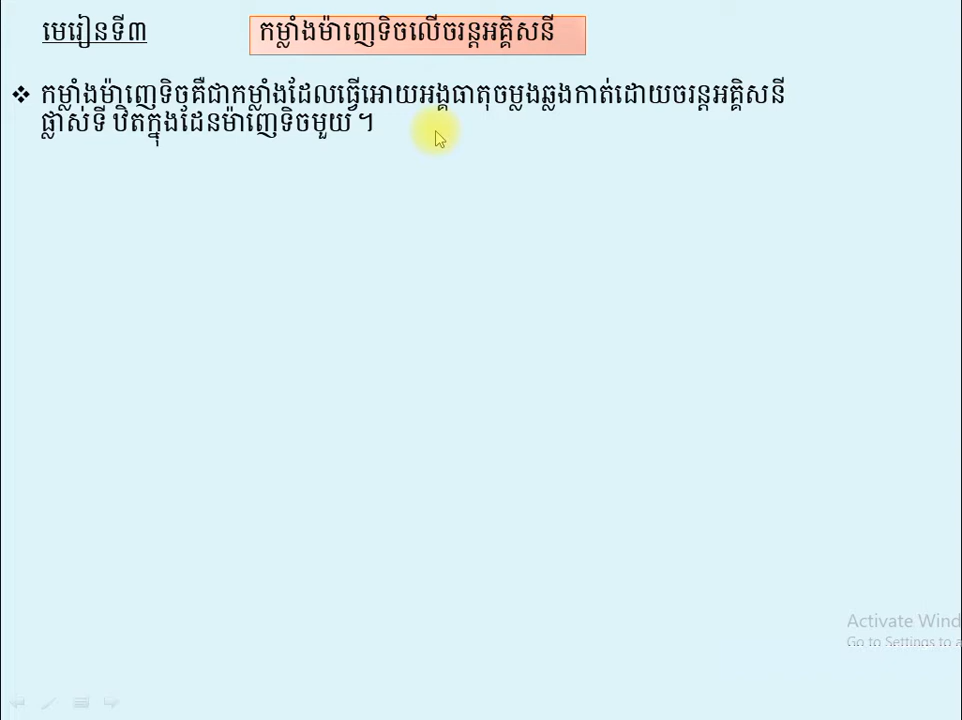 មេរៀនទី៣
កម្លាំងម៉ាញេទិចលើចរន្តអគ្គិសនី
❖ កម្លាំងម៉ាញេទិចគឺជាកម្លាំងដែលធ្វើអោយអង្គធាតុចម្លងឆ្លងកាត់ដោយចរន្តអគ្គិសនី
ផ្លាស់ទី ឋិតក្នុងដែនម៉ាញេទិចមួយ ។
Activate Wind
Go to Settings to a